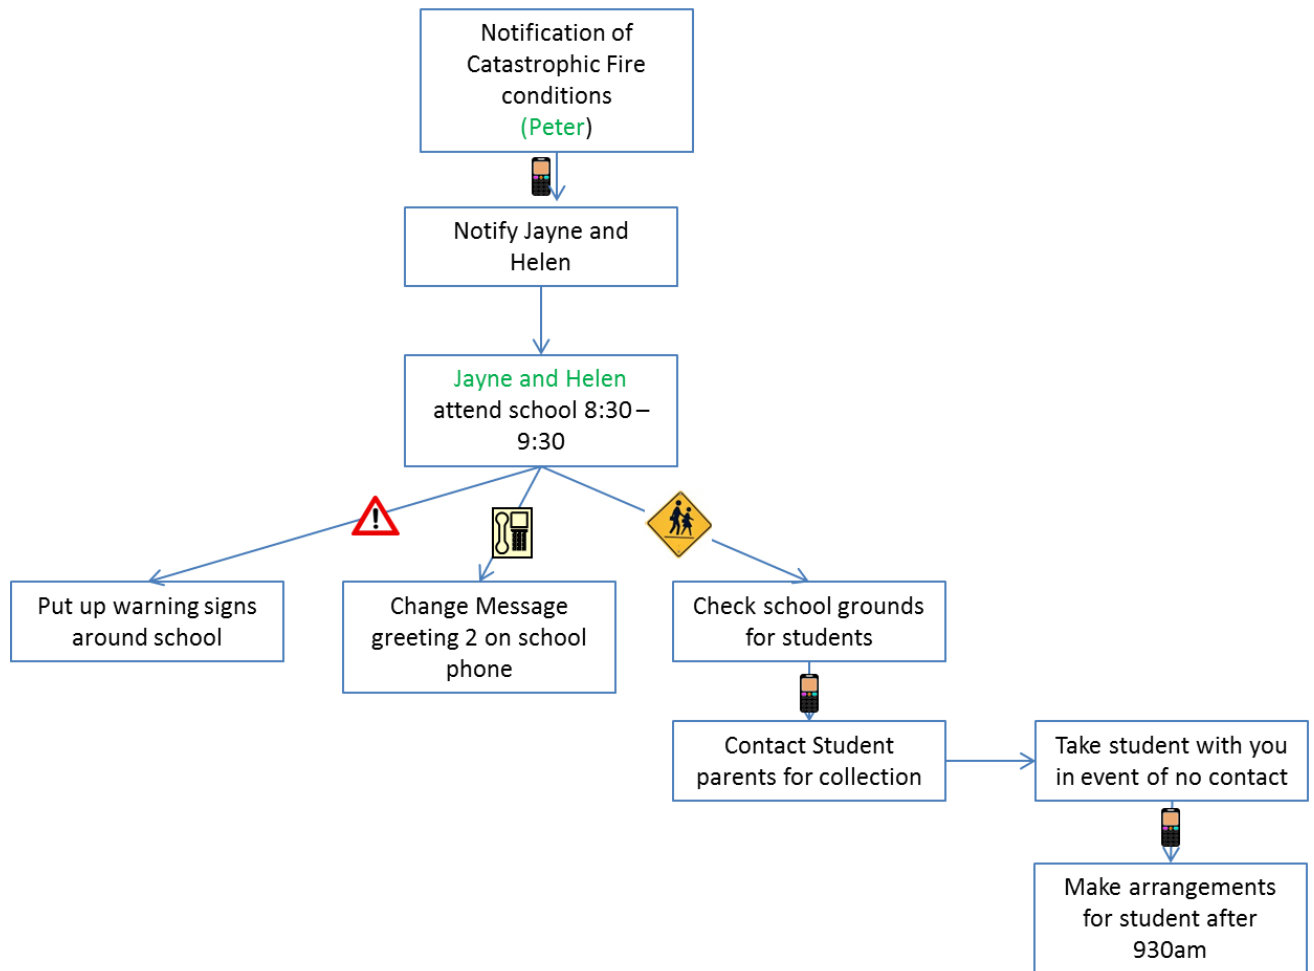 Notification of
Catastrophic Fire
conditions
(Peter)
Notify Jayne and
Helen
Jayne and Helen
attend school 8:30 –
9:30
Put up warning signs
around school
Change Message
greeting 2 on school
phone
Check school grounds
for students
Contact Student
parents for collection
Take student with you
in event of no contact
Make arrangements
for student after
930am